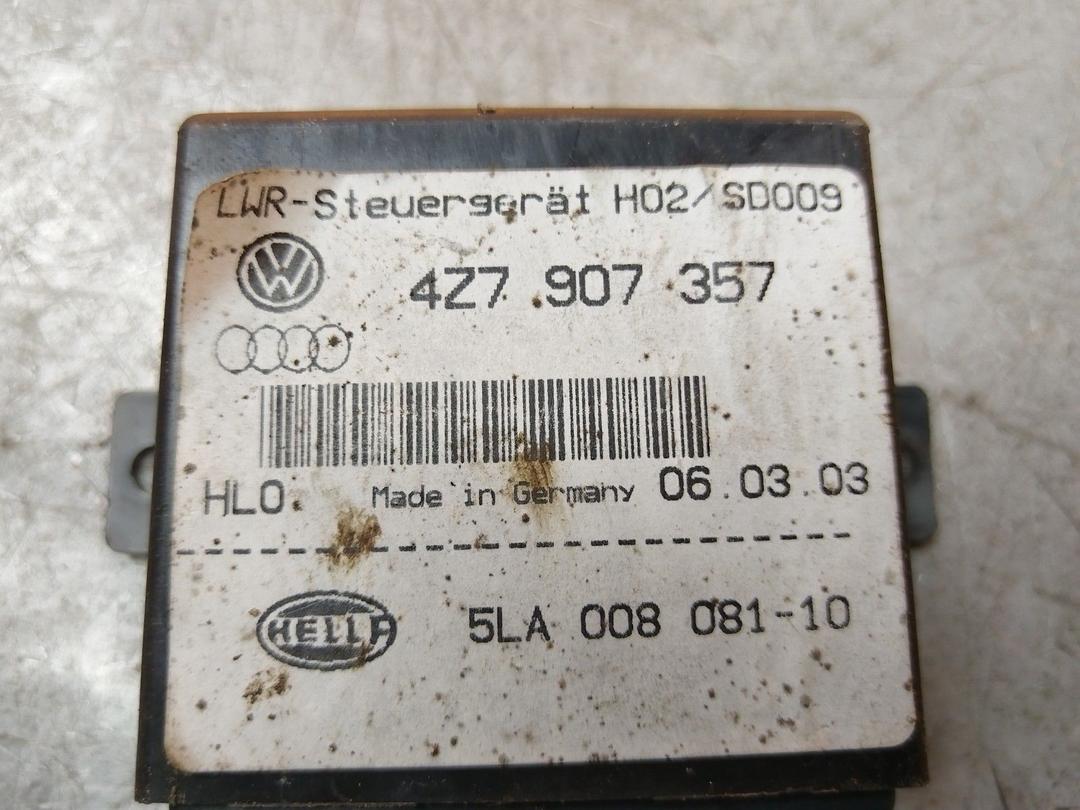 LWR-Steuergerät H02/SD009
4Z7 907 357
HLO Made in Germany 06.03.03
HELLA 5LA 008 081-10